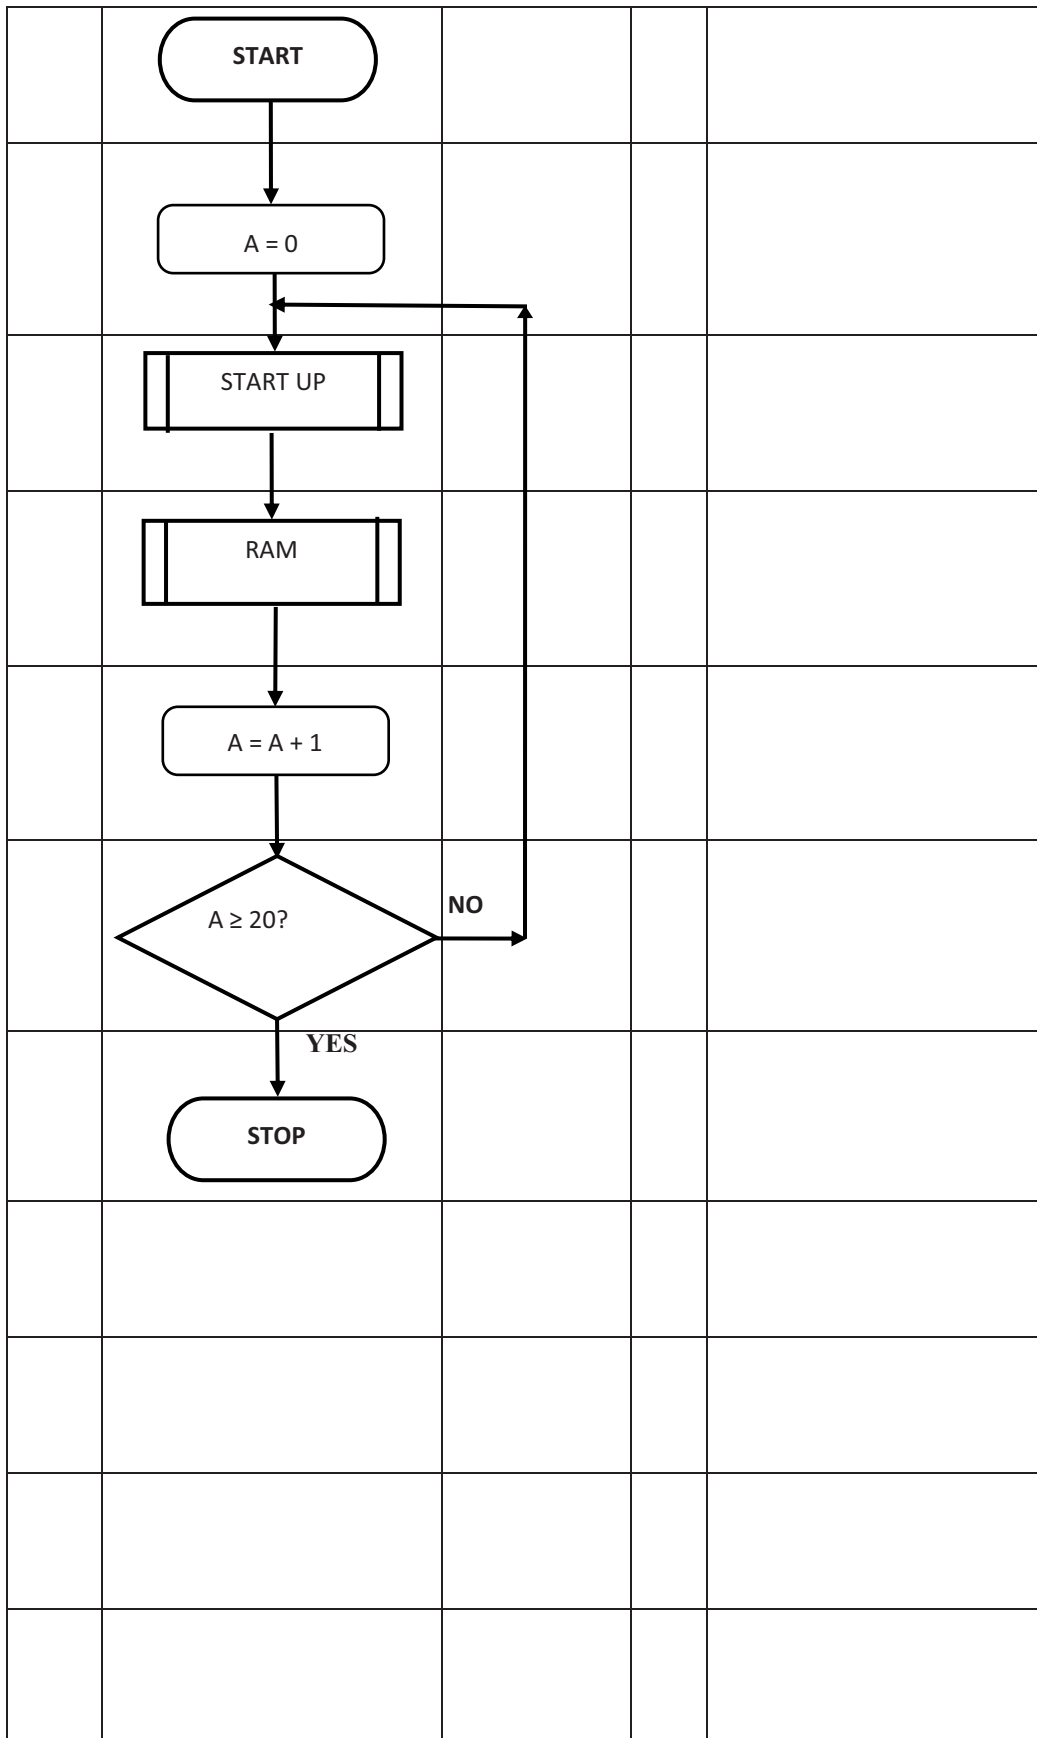 START
A = 0
START UP
RAM
A = A + 1
A ≥ 20?
NO
YES
STOP